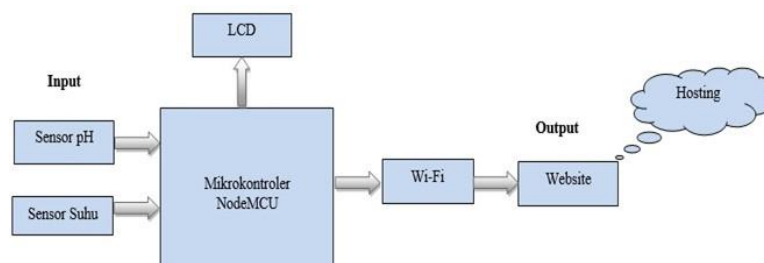 LCD
Input
Hosting
Sensor pH
Output
Mikrokontroler
NodeMCU
Wi-Fi
Website
Sensor Suhu